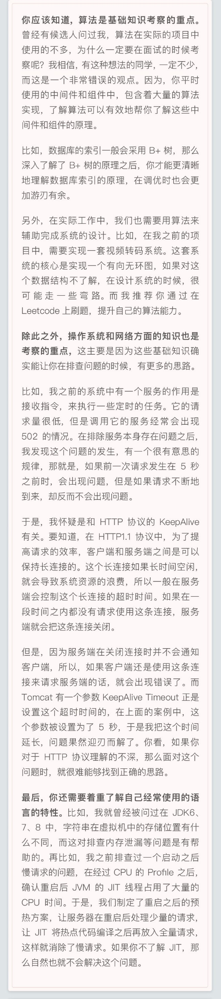 你应该知道，算法是基础知识考察的重点。
曾经有候选人问过我，算法在实际的项目中
使用的不多，为什么一定要在面试的时候考
察呢？我相信，有这种想法的同学，一定不少，
而这是一个非常错误的观点。因为，你平时
使用的中间件和组件中，包含着大量的算法
实现，了解算法可以有效地帮你了解这些中
间件和组件的原理。
比如，数据库的索引一般会采用 B+ 树，那么
深入了解了 B+ 树的原理之后，你才能更清晰
地理解数据库索引的原理，在调优时也会更
加游刃有余。
另外，在实际工作中，我们也需要用算法来
辅助完成系统的设计。比如，在我之前的项
目中，需要实现一套视频转码系统。这套系
统的核心是实现一个有向无环图，如果对这
个数据结构不了解，在设计系统的时候，很
可能走一些弯路。而我推荐你通过在
Leetcode 上刷题，提升自己的算法能力。
除此之外，操作系统和网络方面的知识也是
考察的重点，这主要是因为这些基础知识确
实能让你在排查问题的时候，有更多的思路。
比如，我之前的系统中有一个服务的作用是
接收指令，来执行一些定时的任务。它的请
求量很低，但是调用它的服务经常会出现
502 的情况。在排除服务本身存在问题之后，
我发现这个问题的发生，有一个很有意思的
规律，那就是，如果前一次请求发生在 5 秒
之前时，会出现问题，但是如果请求不断地
到来，却反而不会出现问题。
于是，我怀疑是和 HTTP 协议的 KeepAlive
有关。要知道，在 HTTP1.1 协议中，为了提
高请求的效率，客户端和服务端之间是可以
保持长连接的。这个长连接如果长时间空闲，
就会导致系统资源的浪费，所以一般在服务
端会控制这个长连接的超时时间。如果在一
段时间之内都没有请求使用这条连接，服务
端就会把这条连接关闭。
但是，因为服务端在关闭连接时并不会通知
客户端，所以，如果客户端还是使用这条连
接来请求服务端的话，就会出现错误了。而
Tomcat 有一个参数 KeepAlive Timeout 正是
设置这个超时时间的，在上面的案例中，这
个参数被设置为了 5 秒，于是我把这个时间
延长，问题果然迎刃而解了。你看，如果你
对于 HTTP 协议理解的不深，那么面对这个
问题时，就很难能够找到正确的思路。
最后，你还需要着重了解自己经常使用的语
言的特性。比如，我就曾经被问过在 JDK6、
7、8 中，字符串在虚拟机中的存储位置有什
么不同，而这对排查内存泄漏等问题是有帮
助的。再比如，我之前排查过一个启动之后
慢请求的问题，在经过 CPU 的 Profile 之后，
确认重启后 JVM 的 JIT 线程占用了大量的
CPU 时间。于是，我们制定了重启之后的预
热方案，让服务器在重启后处理少量的请求，
让 JIT 将热点代码编译之后再放入全量请求，
这样就消除了慢请求。如果你不了解 JIT，那
么自然也就不会解决这个问题。